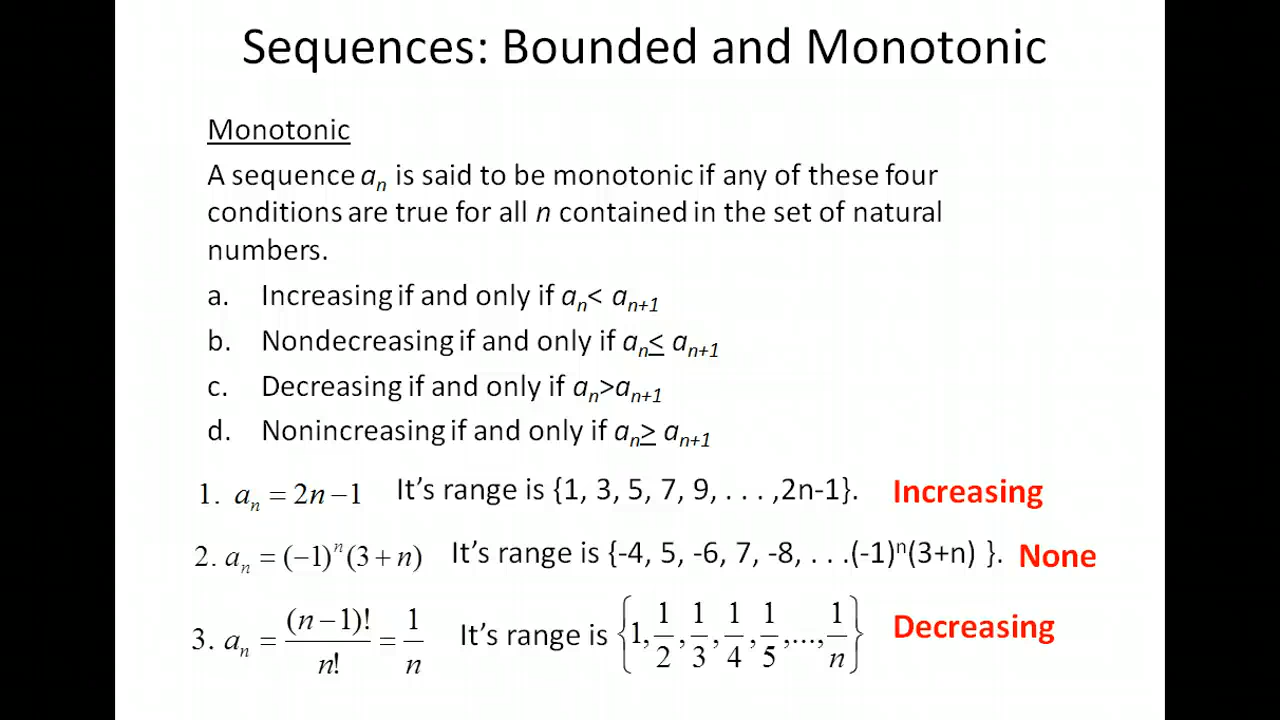 Sequences: Bounded and Monotonic
Monotonic
A sequence aₙ is said to be monotonic if any of these four
conditions are true for all n contained in the set of natural
numbers.
a. Increasing if and only if aₙ< aₙ₊₁
b. Nondecreasing if and only if aₙ≤ aₙ₊₁
c. Decreasing if and only if aₙ>aₙ₊₁
d. Nonincreasing if and only if aₙ≥ aₙ₊₁
1. aₙ = 2n−1 It’s range is {1, 3, 5, 7, 9, . . . ,2n-1}. Increasing
2. aₙ = (−1)ⁿ(3+n) It’s range is {-4, 5, -6, 7, -8, . . .(-1)ⁿ(3+n) }. None
3. aₙ = (n−1)!/n! = 1/n It’s range is {1, 1/2, 1/3, 1/4, 1/5,..., 1/n} Decreasing